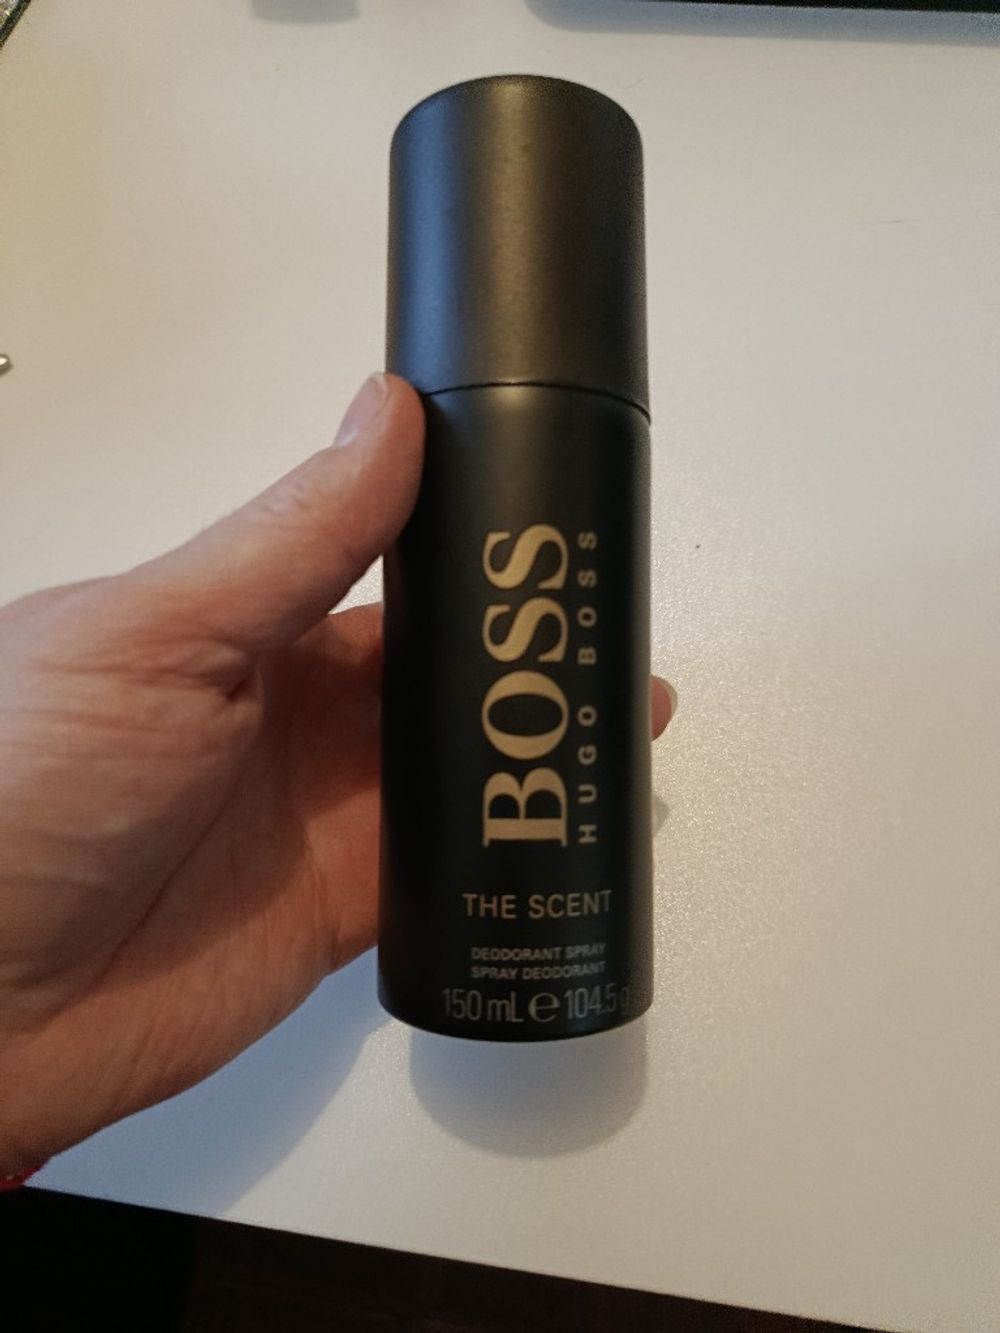 BOSS
HUGO BOSS
THE SCENT
DEODORANT SPRAY
SPRAY DEODORANT
150 mL e 104.5 g